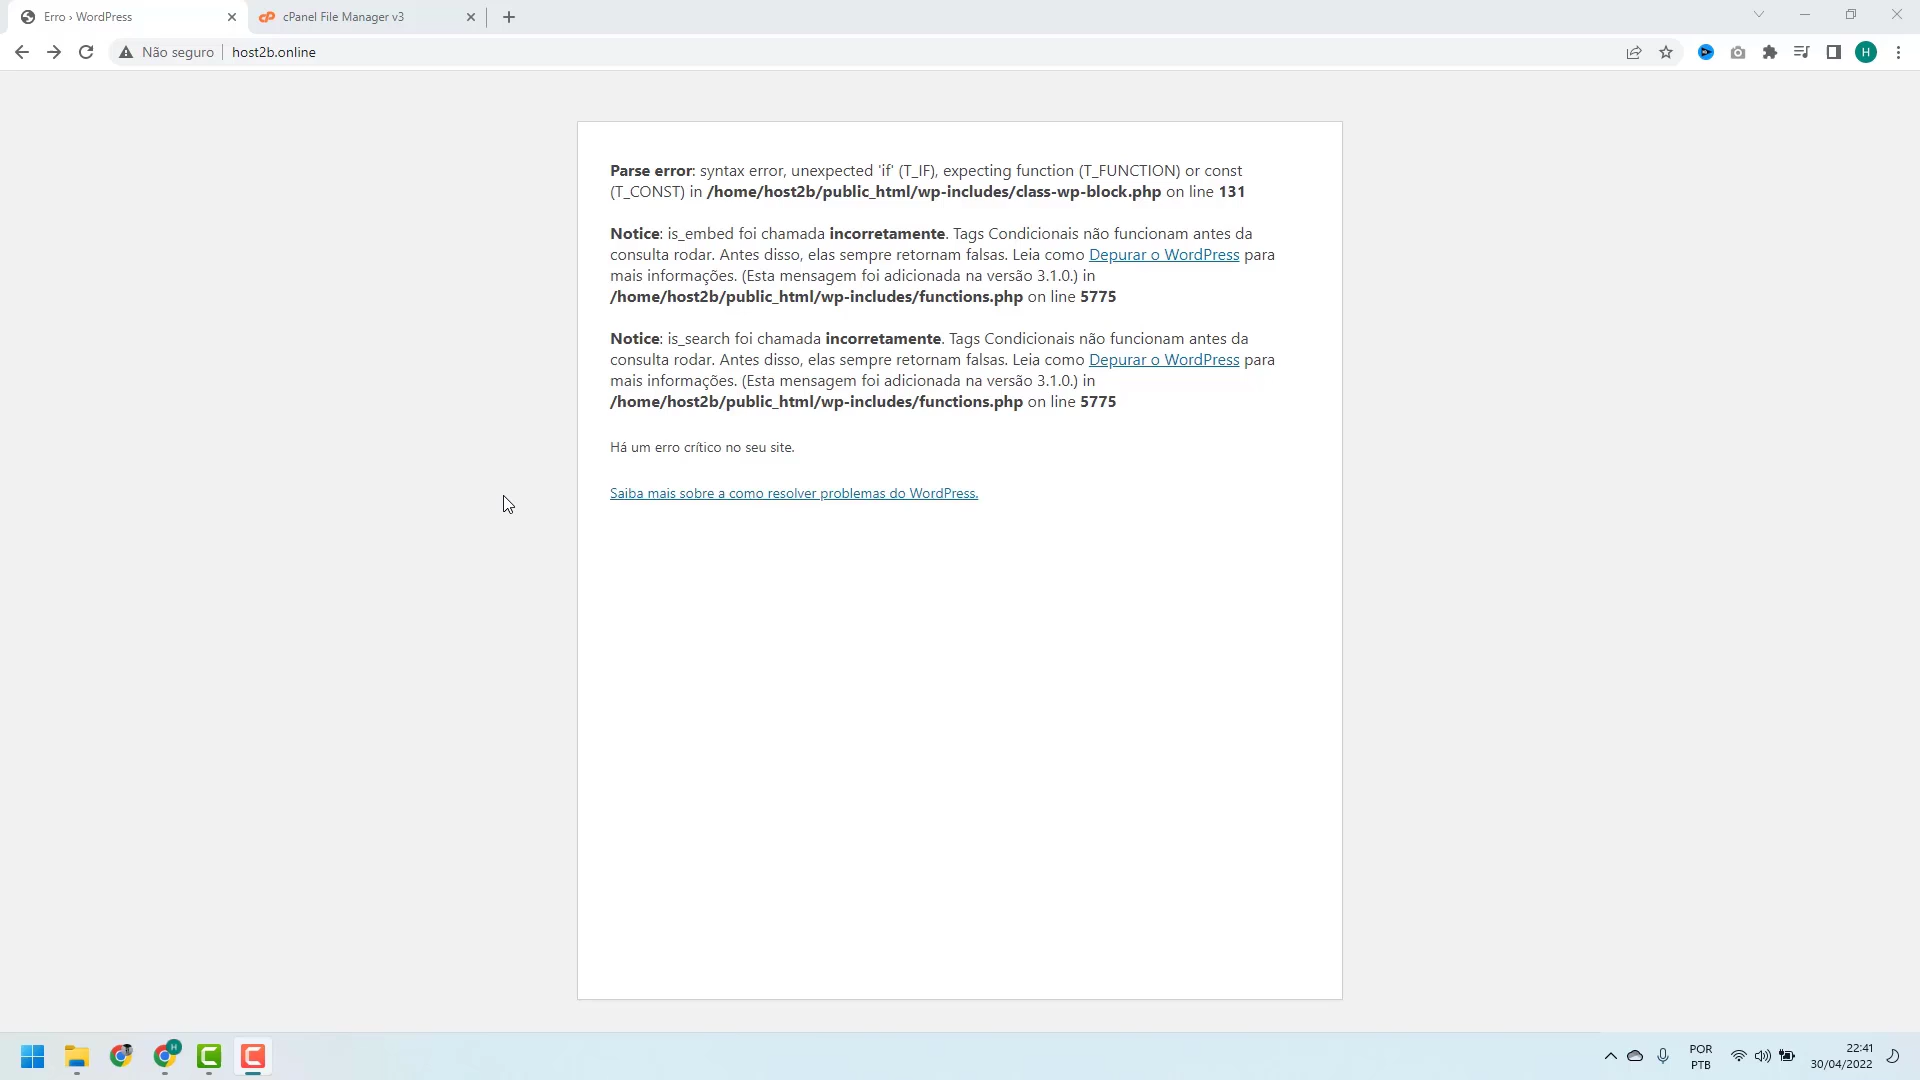 Erro › WordPress
cPanel File Manager v3
Não seguro
host2b.online
H
Parse error: syntax error, unexpected 'if' (T_IF), expecting function (T_FUNCTION) or const
(T_CONST) in /home/host2b/public_html/wp-includes/class-wp-block.php on line 131
Notice: is_embed foi chamada incorretamente. Tags Condicionais não funcionam antes da
consulta rodar. Antes disso, elas sempre retornam falsas. Leia como Depurar o WordPress para
mais informações. (Esta mensagem foi adicionada na versão 3.1.0.) in
/home/host2b/public_html/wp-includes/functions.php on line 5775
Notice: is_search foi chamada incorretamente. Tags Condicionais não funcionam antes da
consulta rodar. Antes disso, elas sempre retornam falsas. Leia como Depurar o WordPress para
mais informações. (Esta mensagem foi adicionada na versão 3.1.0.) in
/home/host2b/public_html/wp-includes/functions.php on line 5775
Há um erro crítico no seu site.
Saiba mais sobre a como resolver problemas do WordPress.
H
POR
PTB
22:41
30/04/2022